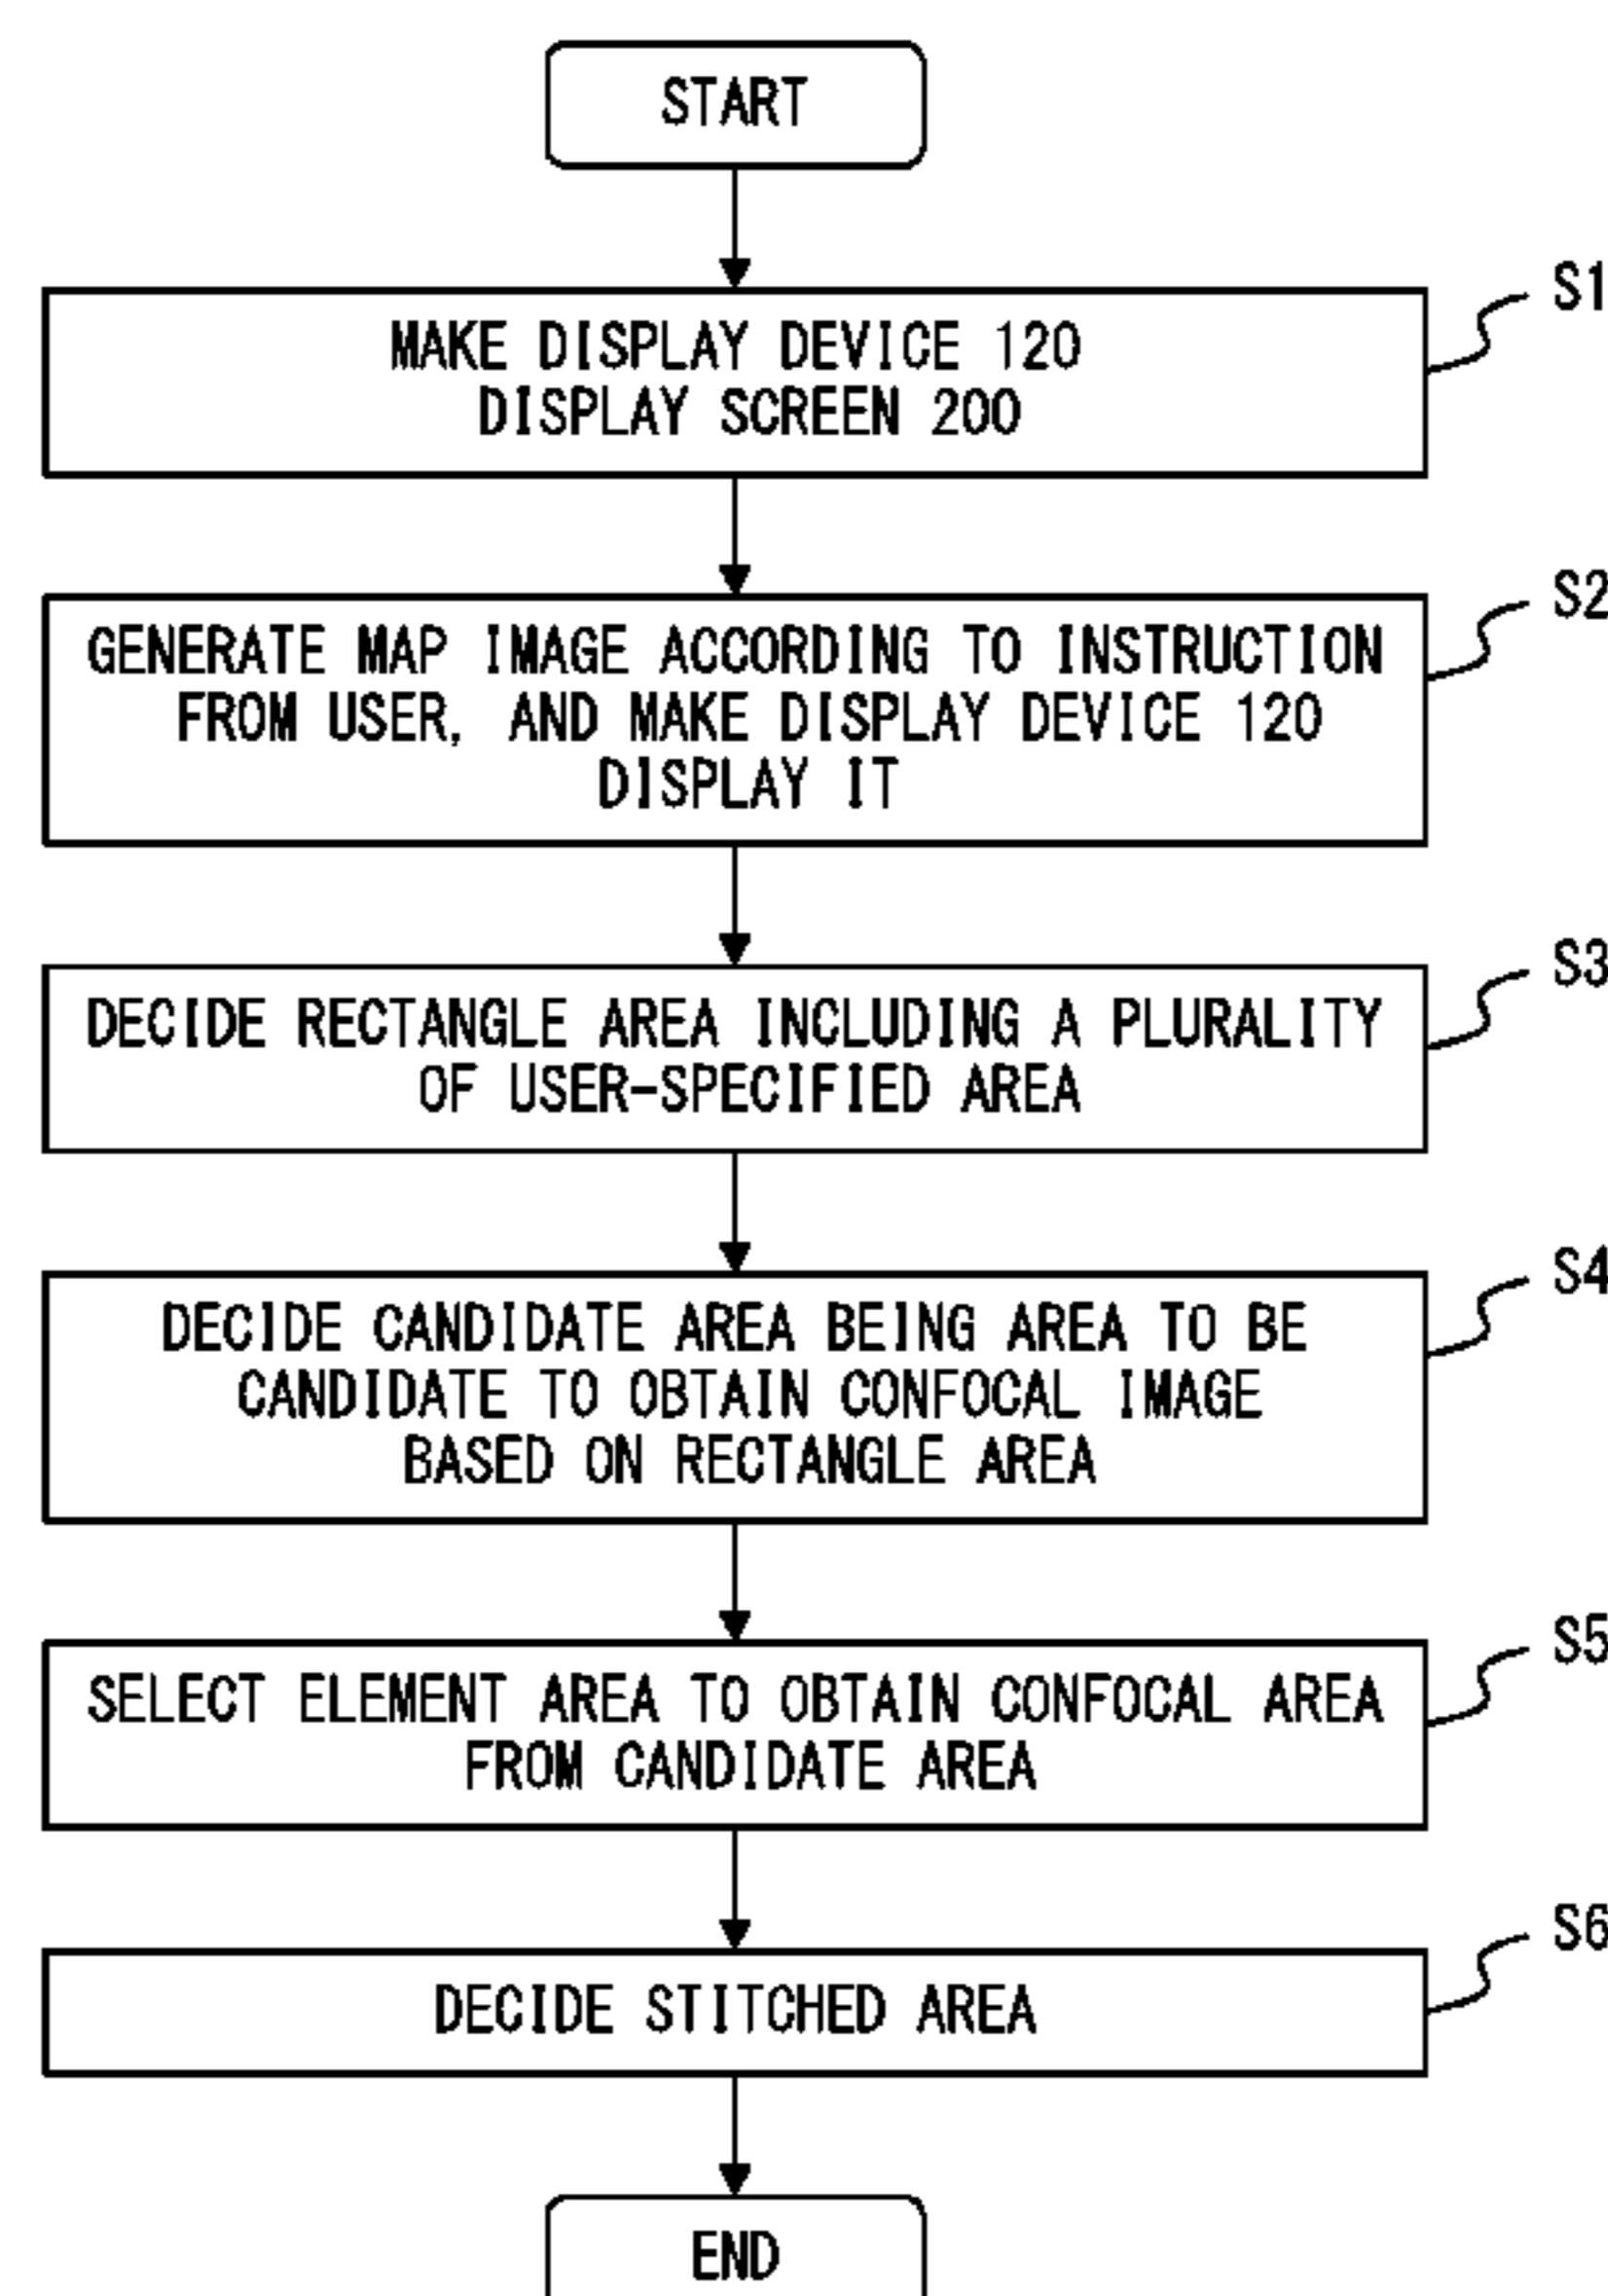 START
S1
MAKE DISPLAY DEVICE 120
DISPLAY SCREEN 200
S2
GENERATE MAP IMAGE ACCORDING TO INSTRUCTION
FROM USER, AND MAKE DISPLAY DEVICE 120
DISPLAY IT
S3
DECIDE RECTANGLE AREA INCLUDING A PLURALITY
OF USER-SPECIFIED AREA
S4
DECIDE CANDIDATE AREA BEING AREA TO BE
CANDIDATE TO OBTAIN CONFOCAL IMAGE
BASED ON RECTANGLE AREA
S5
SELECT ELEMENT AREA TO OBTAIN CONFOCAL AREA
FROM CANDIDATE AREA
S6
DECIDE STITCHED AREA
END